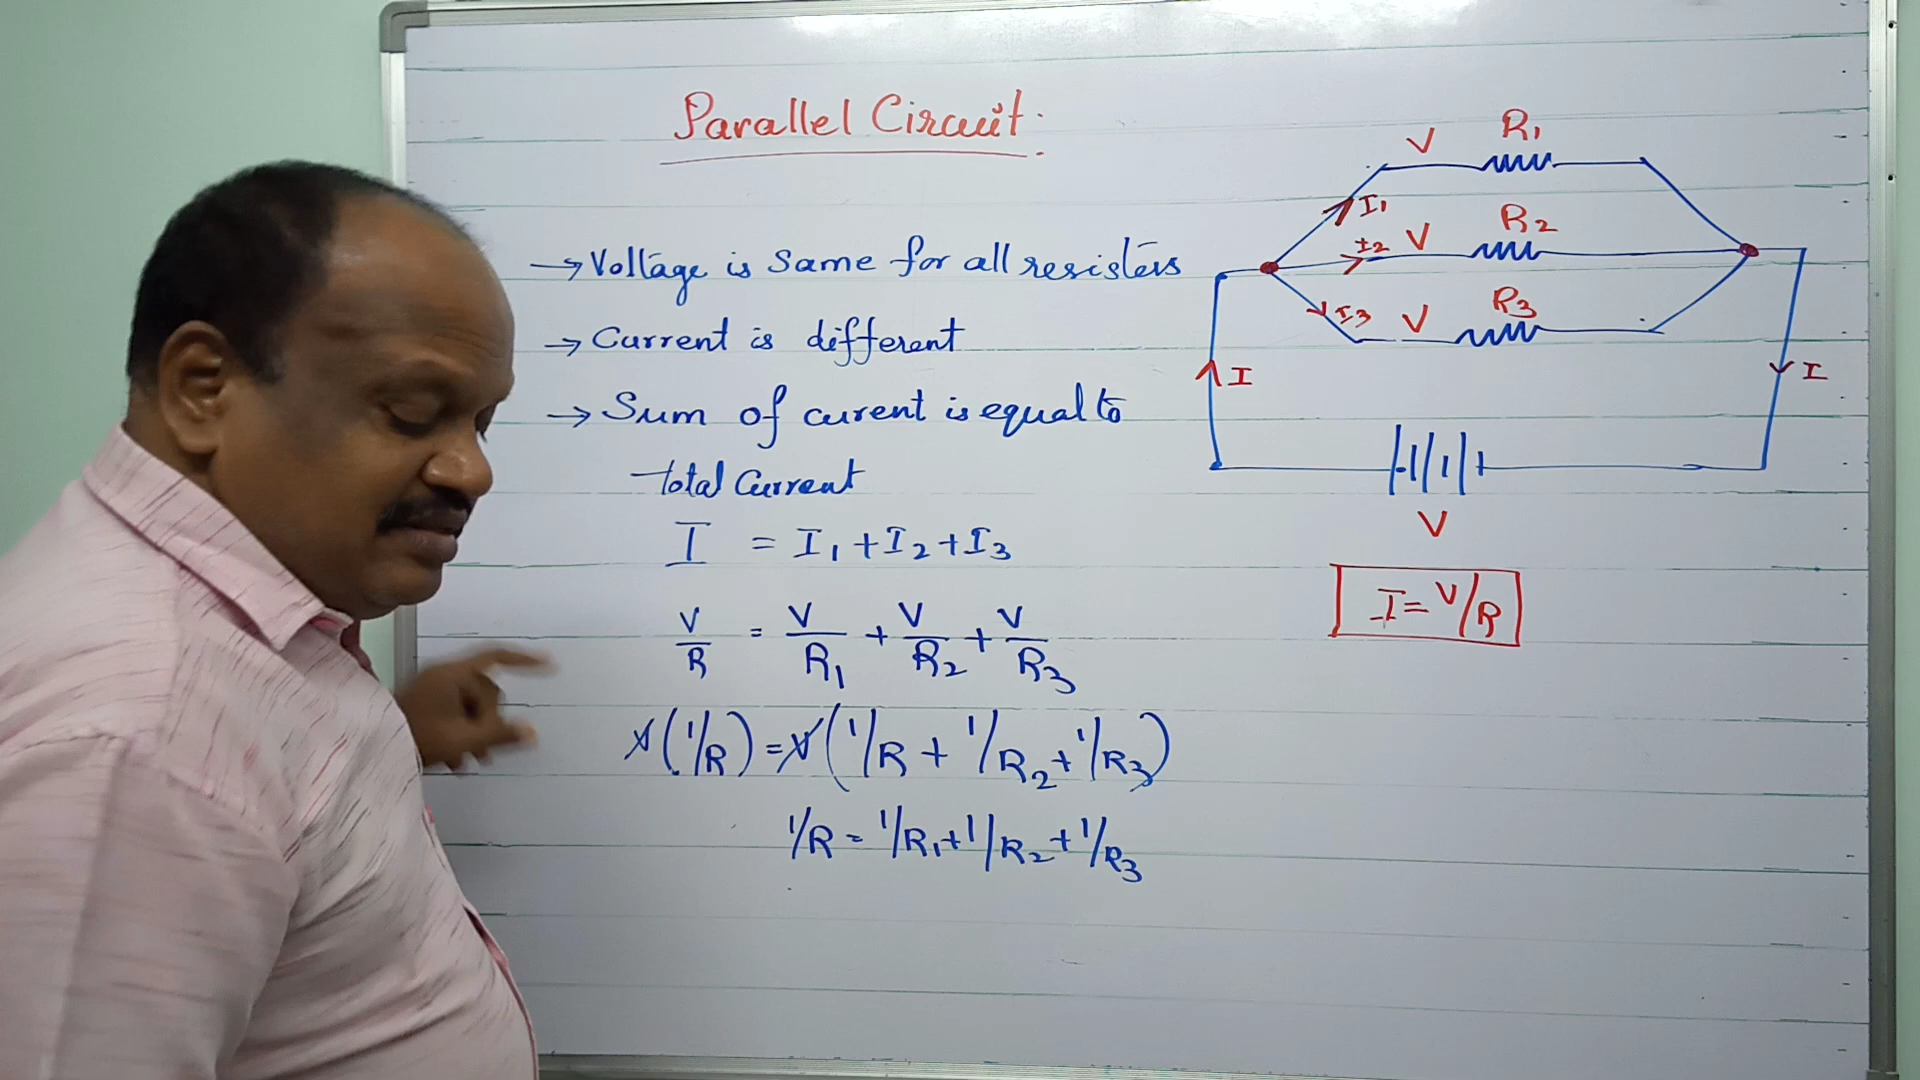 Parallel Circuit.
→ Voltage is Same for all resisters
→ Current is different
→ Sum of curent is equal to
total Current
I = I1 + I2 + I3
V/R = V/R1 + V/R2 + V/R3
V(1/R) = V(1/R + 1/R2 + 1/R3)
1/R = 1/R1 + 1/R2 + 1/R3
V R1
I1
I2 V R2
I3 V R3
I I
V
I = V/R